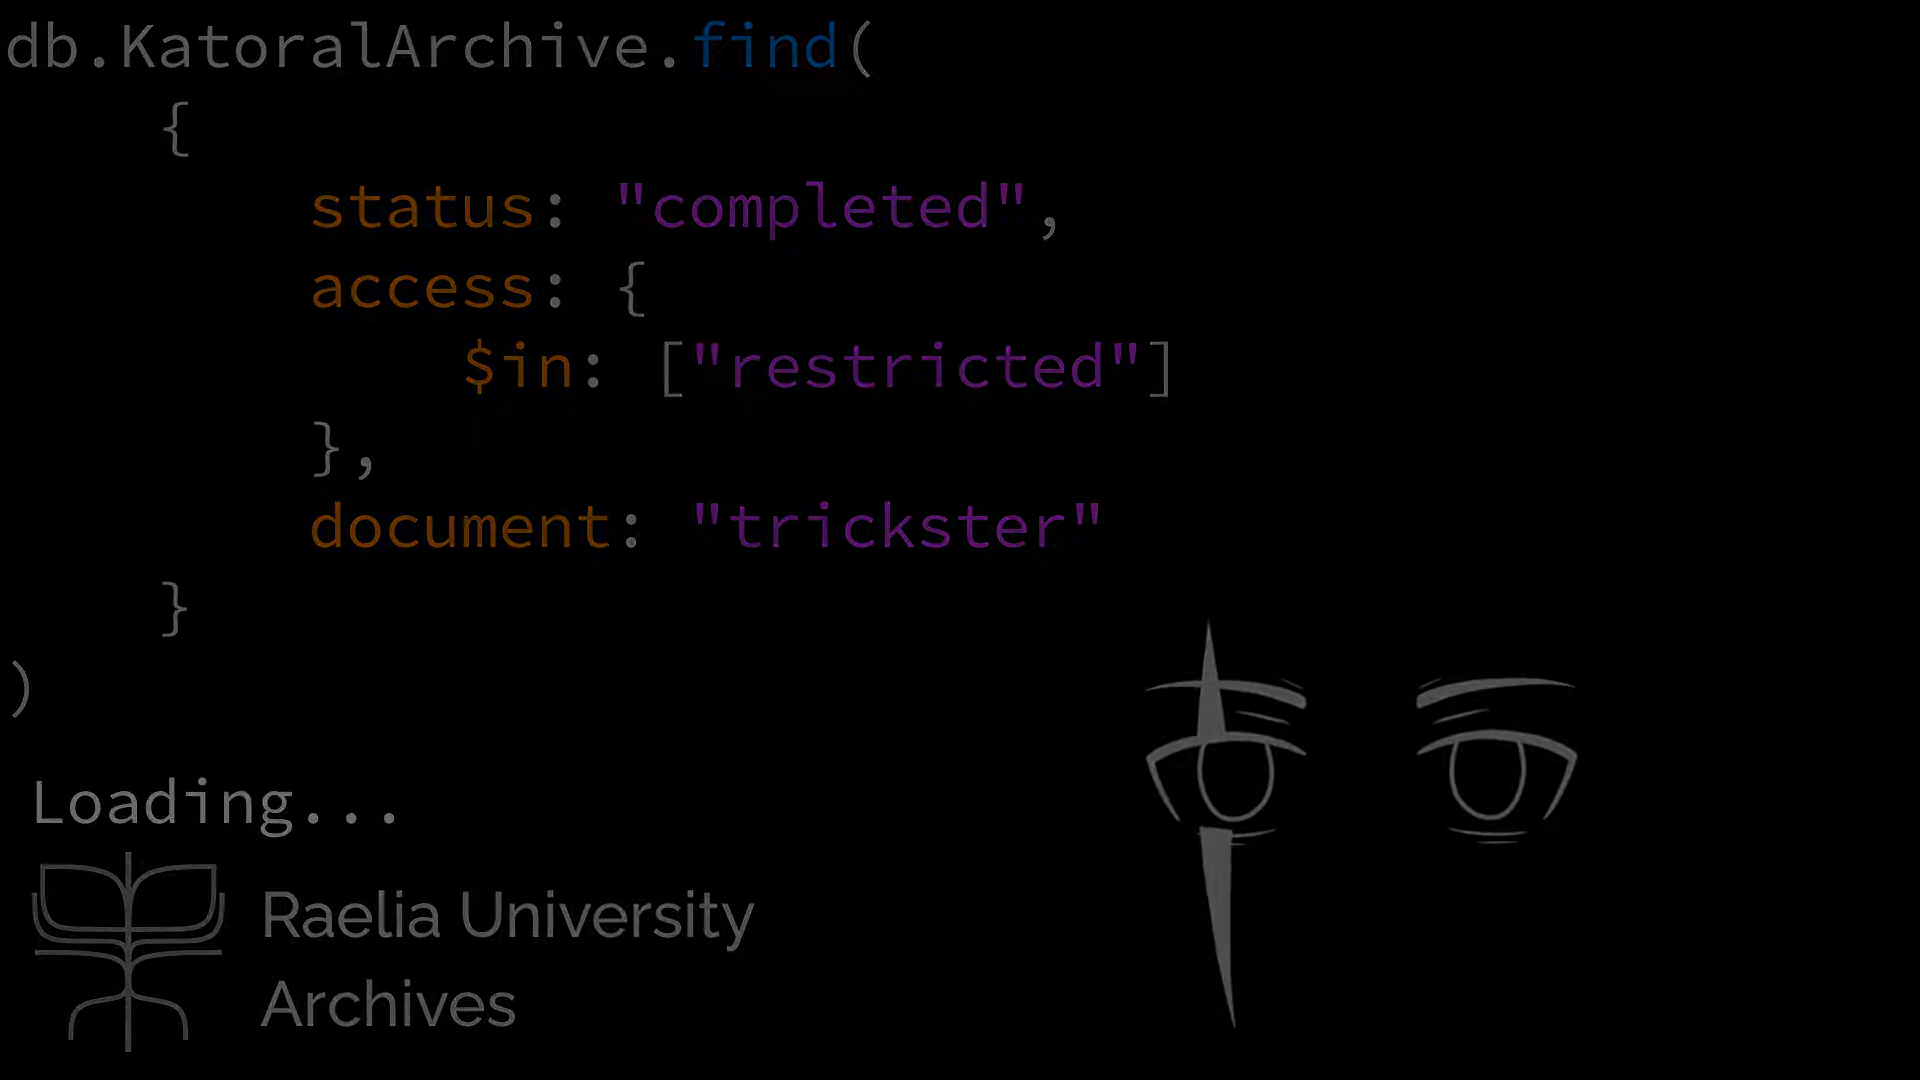 db.KatoralArchive.find(
{
status: "completed",
access: {
$in: ["restricted"]
},
document: "trickster"
}
)
Loading...
Raelia University
Archives